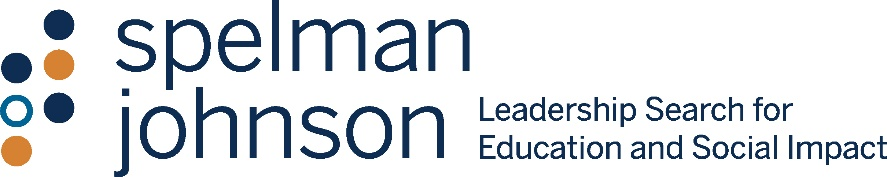 spelman
johnson
Leadership Search for
Education and Social Impact